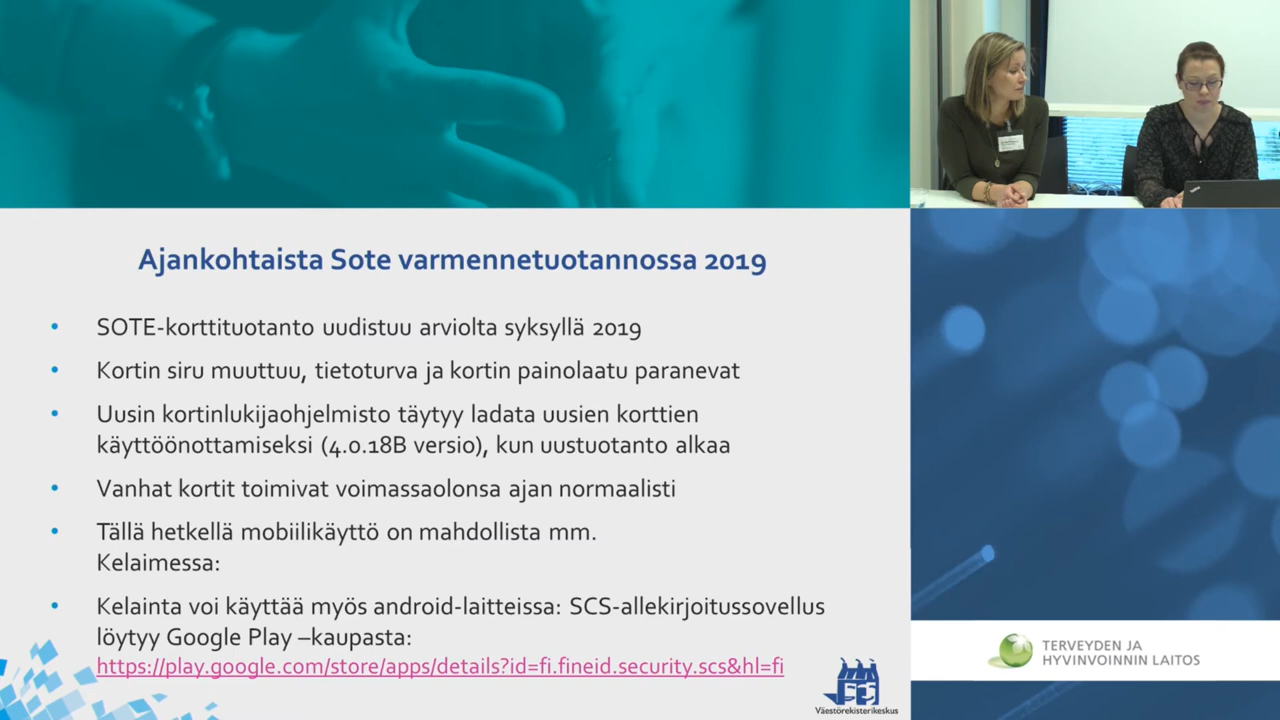 Ajankohtaista Sote varmennetuotannossa 2019
• SOTE-korttituotanto uudistuu arviolta syksyllä 2019
• Kortin siru muuttuu, tietoturva ja kortin painolaatu paranevat
• Uusin kortinlukijaohjelmisto täytyy ladata uusien korttien
käyttöönottamiseksi (4.0.18B versio), kun uustuotanto alkaa
• Vanhat kortit toimivat voimassaolonsa ajan normaalisti
• Tällä hetkellä mobiilikäyttö on mahdollista mm.
Kelaimessa:
• Kelainta voi käyttää myös android-laitteissa: SCS-allekirjoitussovellus
löytyy Google Play –kaupasta:
https://play.google.com/store/apps/details?id=fi.fineid.security.scs&hl=fi
Väestörekisterikeskus
TERVEYDEN JA
HYVINVOINNIN LAITOS